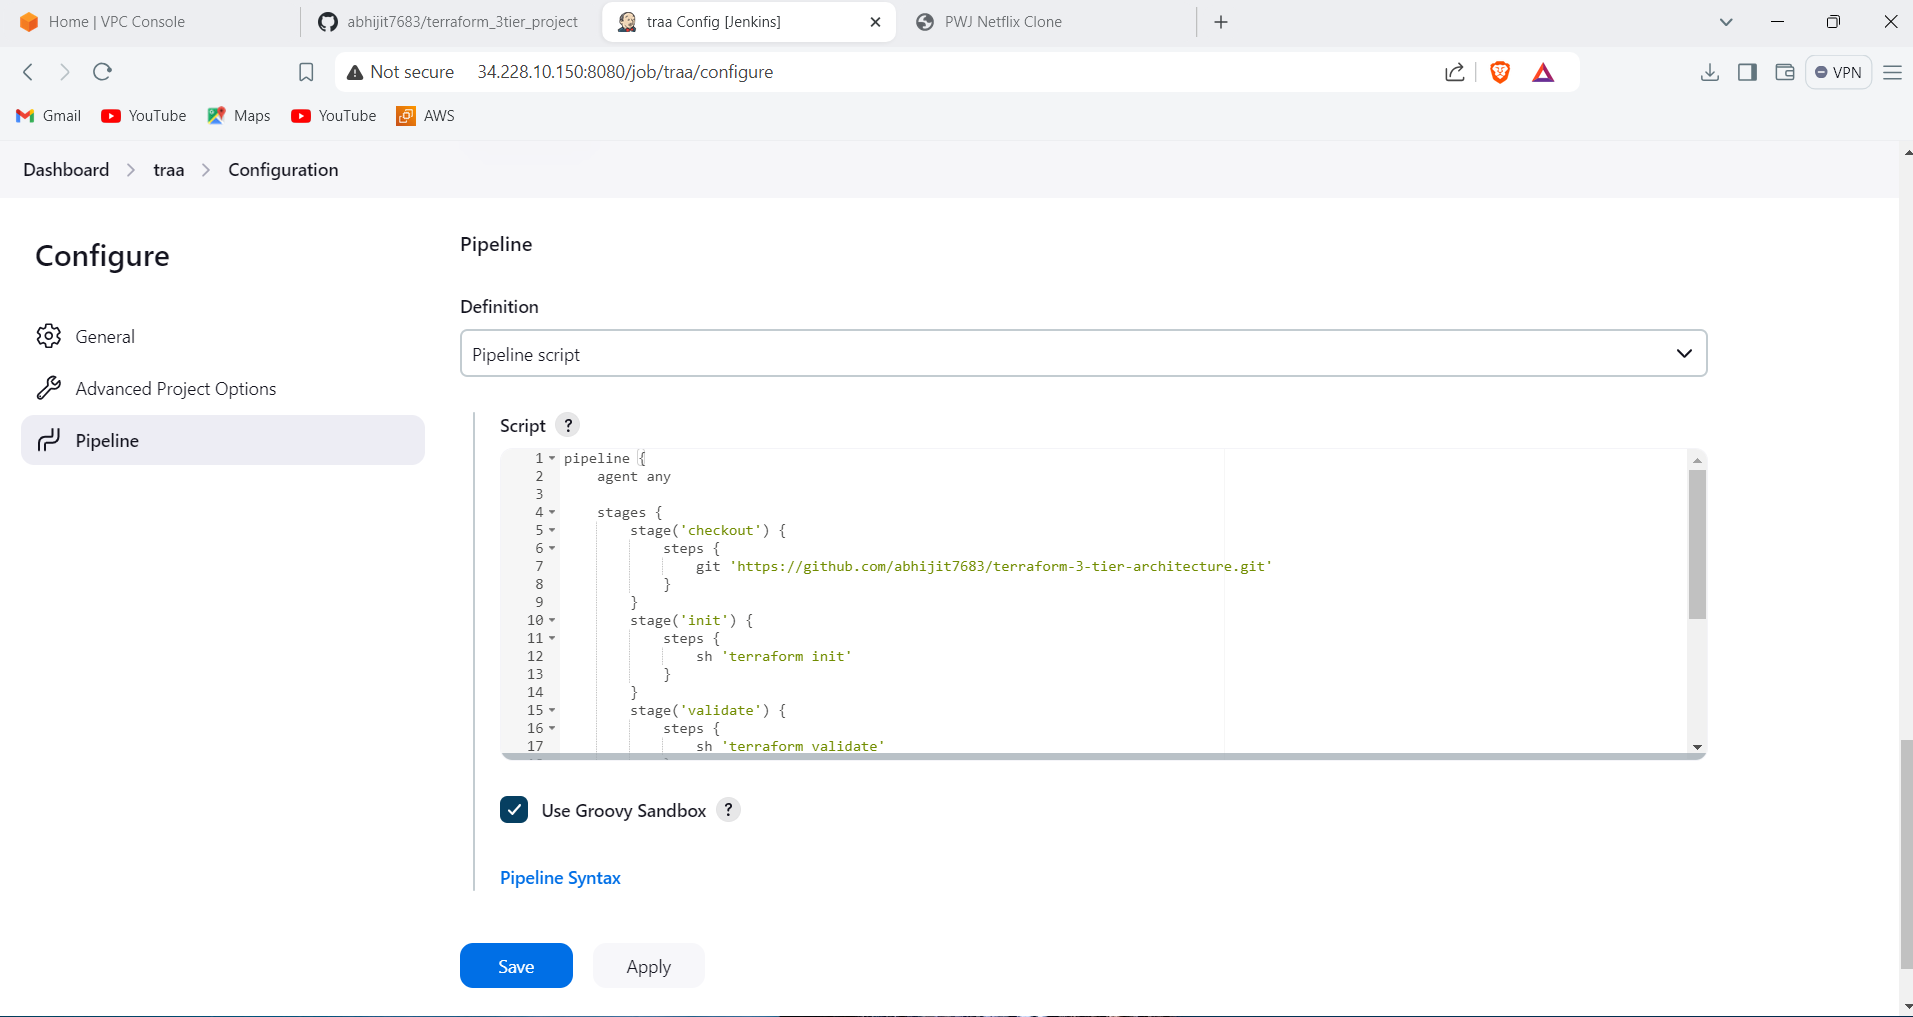 Home | VPC Console
abhijit7683/terraform_3tier_project
traa Config [Jenkins]
PWJ Netflix Clone
Not secure 34.228.10.150:8080/job/traa/configure
VPN
Gmail
YouTube
Maps
YouTube
AWS
Dashboard
traa
Configuration
Configure
General
Advanced Project Options
Pipeline
Pipeline
Definition
Pipeline script
Script ?
1 pipeline {
2     agent any
3
4     stages {
5         stage('checkout') {
6             steps {
7                 git 'https://github.com/abhijit7683/terraform-3-tier-architecture.git'
8             }
9         }
10         stage('init') {
11             steps {
12                 sh 'terraform init'
13             }
14         }
15         stage('validate') {
16             steps {
17                 sh 'terraform validate'
Use Groovy Sandbox ?
Pipeline Syntax
Save
Apply